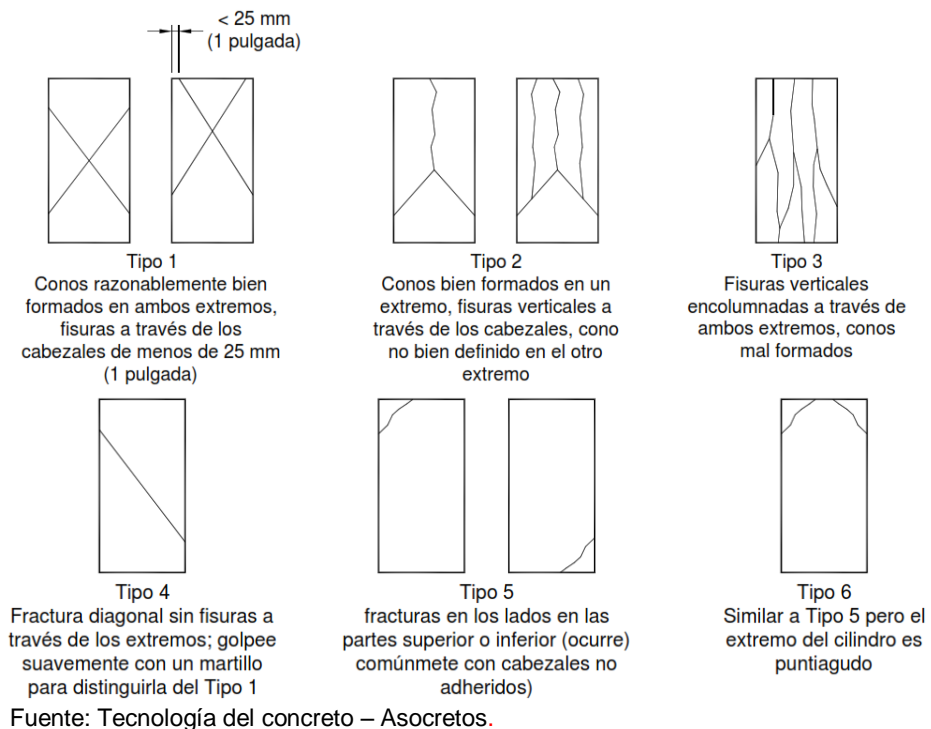 < 25 mm
(1 pulgada)
Tipo 1
Conos razonablemente bien
formados en ambos extremos,
fisuras a través de los
cabezales de menos de 25 mm
(1 pulgada)
Tipo 2
Conos bien formados en un
extremo, fisuras verticales a
través de los cabezales, cono
no bien definido en el otro
extremo
Tipo 3
Fisuras verticales
encolumnadas a través de
ambos extremos, conos
mal formados
Tipo 4
Fractura diagonal sin fisuras a
través de los extremos; golpee
suavemente con un martillo
para distinguirla del Tipo 1
Tipo 5
fracturas en los lados en las
partes superior o inferior (ocurre)
comúnmete con cabezales no
adheridos)
Tipo 6
Similar a Tipo 5 pero el
extremo del cilindro es
puntiagudo
Fuente: Tecnología del concreto – Asocretos.